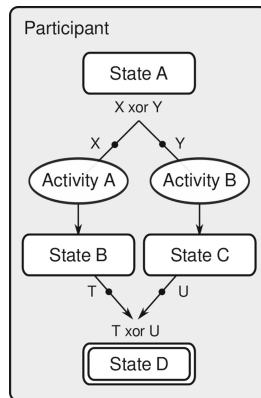 Participant
State A
X xor Y
X Y
Activity A Activity B
State B State C
T U
T xor U
State D